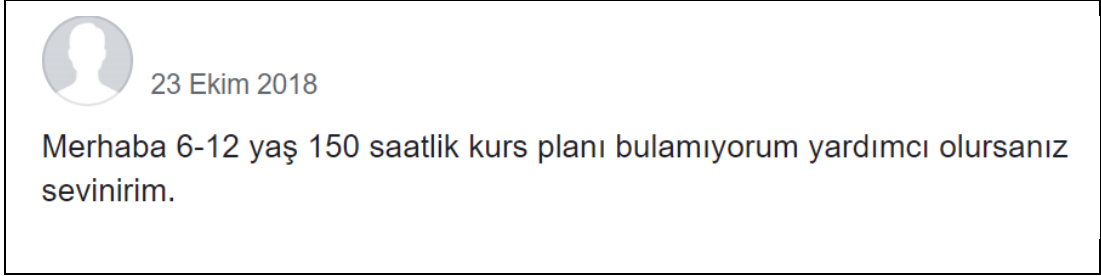 23 Ekim 2018
Merhaba 6-12 yaş 150 saatlik kurs planı bulamıyorum yardımcı olursanız
sevinirim.